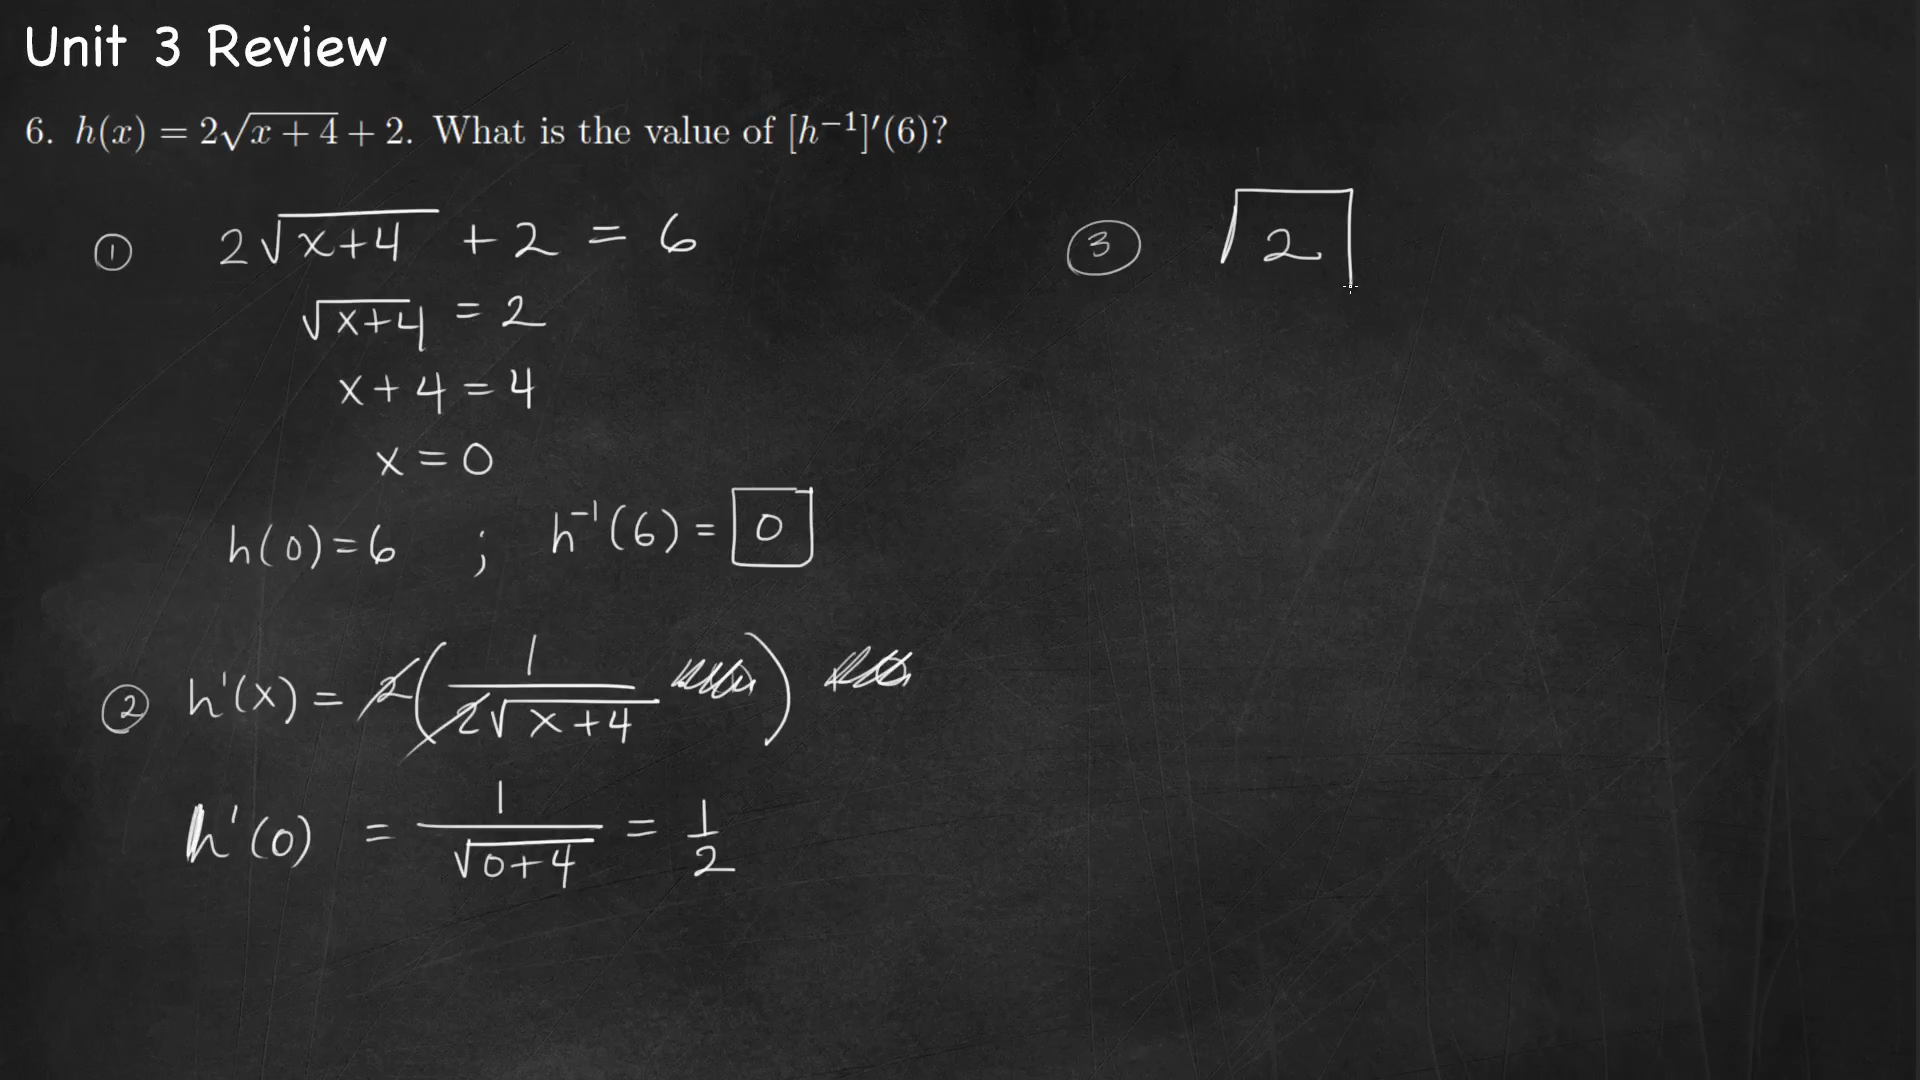 Unit 3 Review
6. h(x) = 2√(x + 4) + 2. What is the value of [h⁻¹]′(6)?
① 2√(x+4) + 2 = 6
√(x+4) = 2
x + 4 = 4
x = 0
h(0) = 6 ; h⁻¹(6) = 0
② h'(x) = 2(1/(2√(x+4)))
h'(0) = 1/√(0+4) = 1/2
③ 2